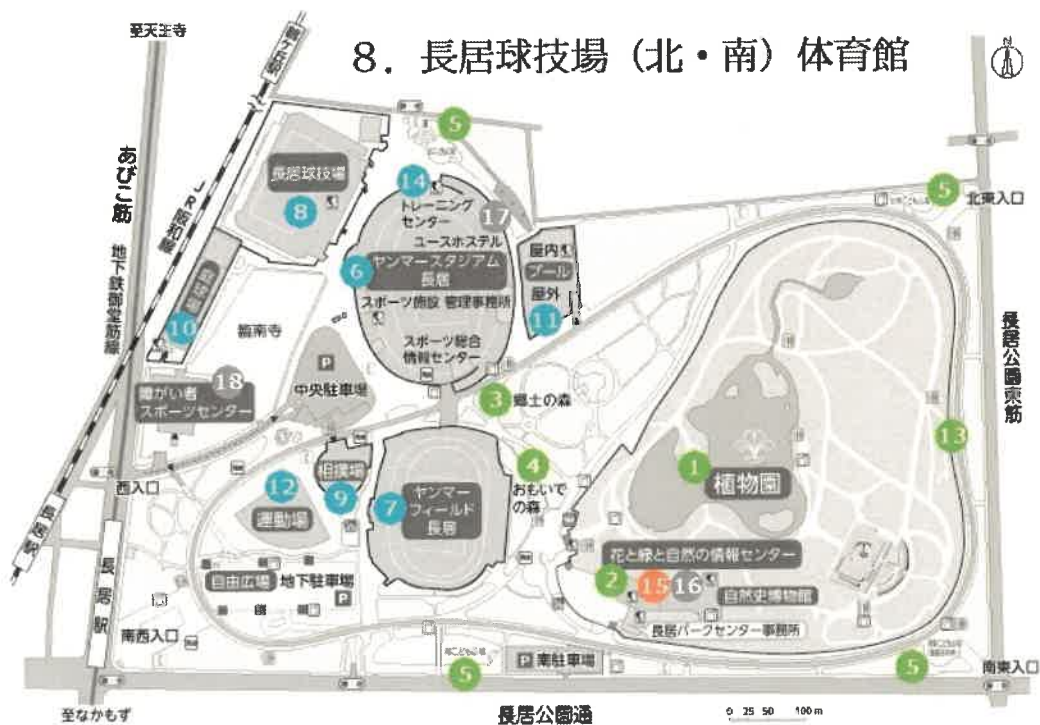 至天王寺
8．長居球技場（北・南）体育館
N
鶴ケ丘駅
5
あびこ筋
地下鉄御堂筋線
JR阪和線
長居球技場
8
14
トレーニング
センター
17
ユースホステル
6
ヤンマースタジアム
長居
スポーツ施設 管理事務所
スポーツ総合
情報センター
屋内
プール
屋外
11
5
北東入口
長居公園東筋
10
臨南寺
P
中央駐車場
18
障がい者
スポーツセンター
3
郷土の森
4
おもいで
の森
1
植物園
13
西入口
12
運動場
相撲場
9
7
ヤンマー
フィールド
長居
花と緑と自然の情報センター
2
15
16
自然史博物館
長居パークセンター事務所
自由広場
地下駐車場
P
長居駅
長居駅
南西入口
P南駐車場
5
5
南東入口
至なかもず
長居公園通
0 25 50 100 m